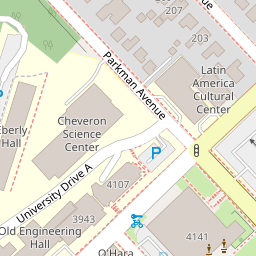 207
203
Parkman Avenue
Latin
America
Cultural
Center
Cheveron
Science
Center
Eberly
Hall
P
University Drive A
4107
3943
Old Engineering
Hall
O'Hara
4141